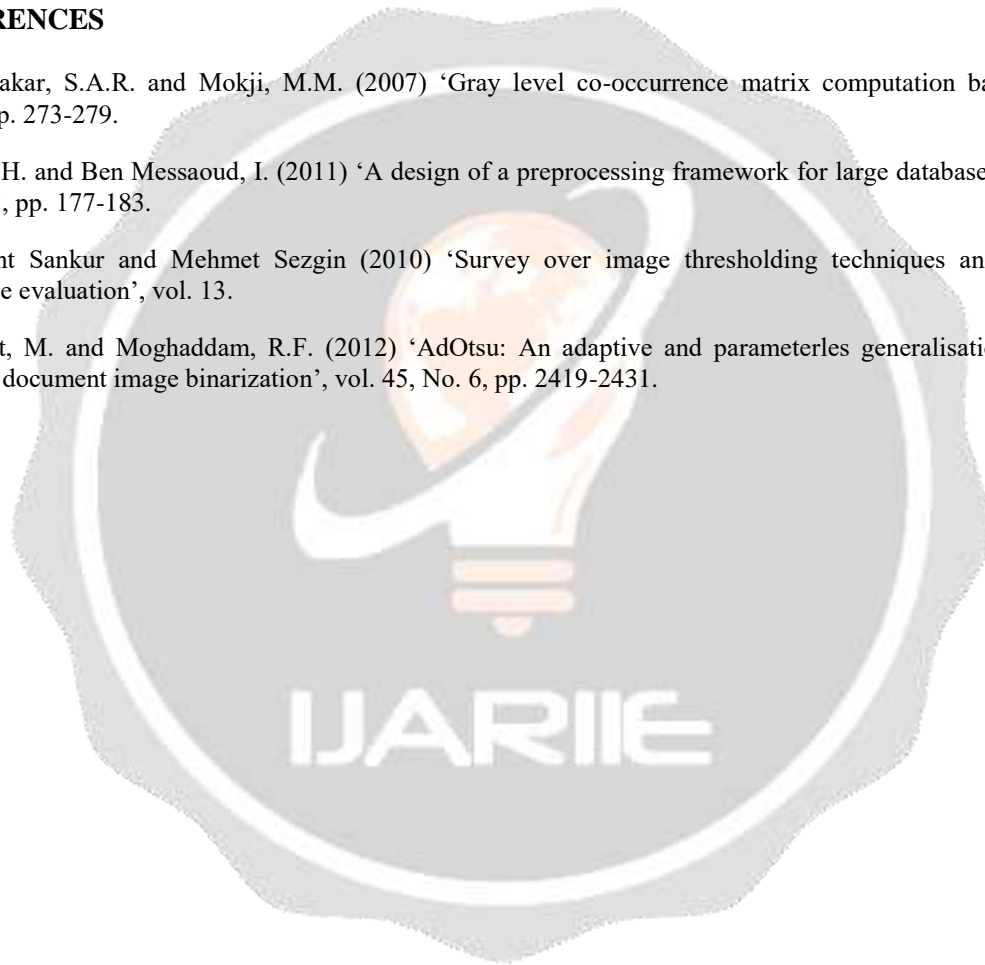 RENCES
akar, S.A.R. and Mokji, M.M. (2007) ‘Gray level co-occurrence matrix computation ba
p. 273-279.
H. and Ben Messaoud, I. (2011) ‘A design of a preprocessing framework for large database
’, pp. 177-183.
nt Sankur and Mehmet Sezgin (2010) ‘Survey over image thresholding techniques an
e evaluation’, vol. 13.
t, M. and Moghaddam, R.F. (2012) ‘AdOtsu: An adaptive and parameterles generalisatio
document image binarization’, vol. 45, No. 6, pp. 2419-2431.
IJARIIE